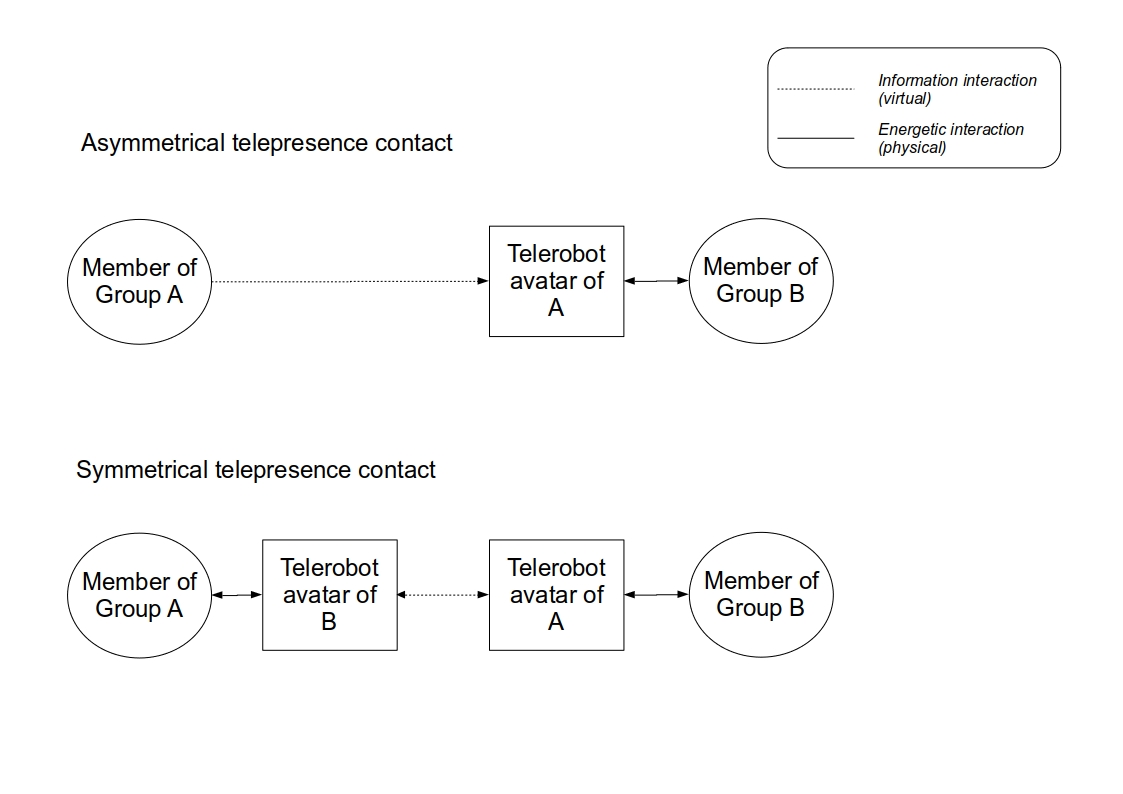 Information interaction
(virtual)
Energetic interaction
(physical)
Asymmetrical telepresence contact
Member of
Group A
Telerobot
avatar of
A
Member of
Group B
Symmetrical telepresence contact
Member of
Group A
Telerobot
avatar of
B
Telerobot
avatar of
A
Member of
Group B